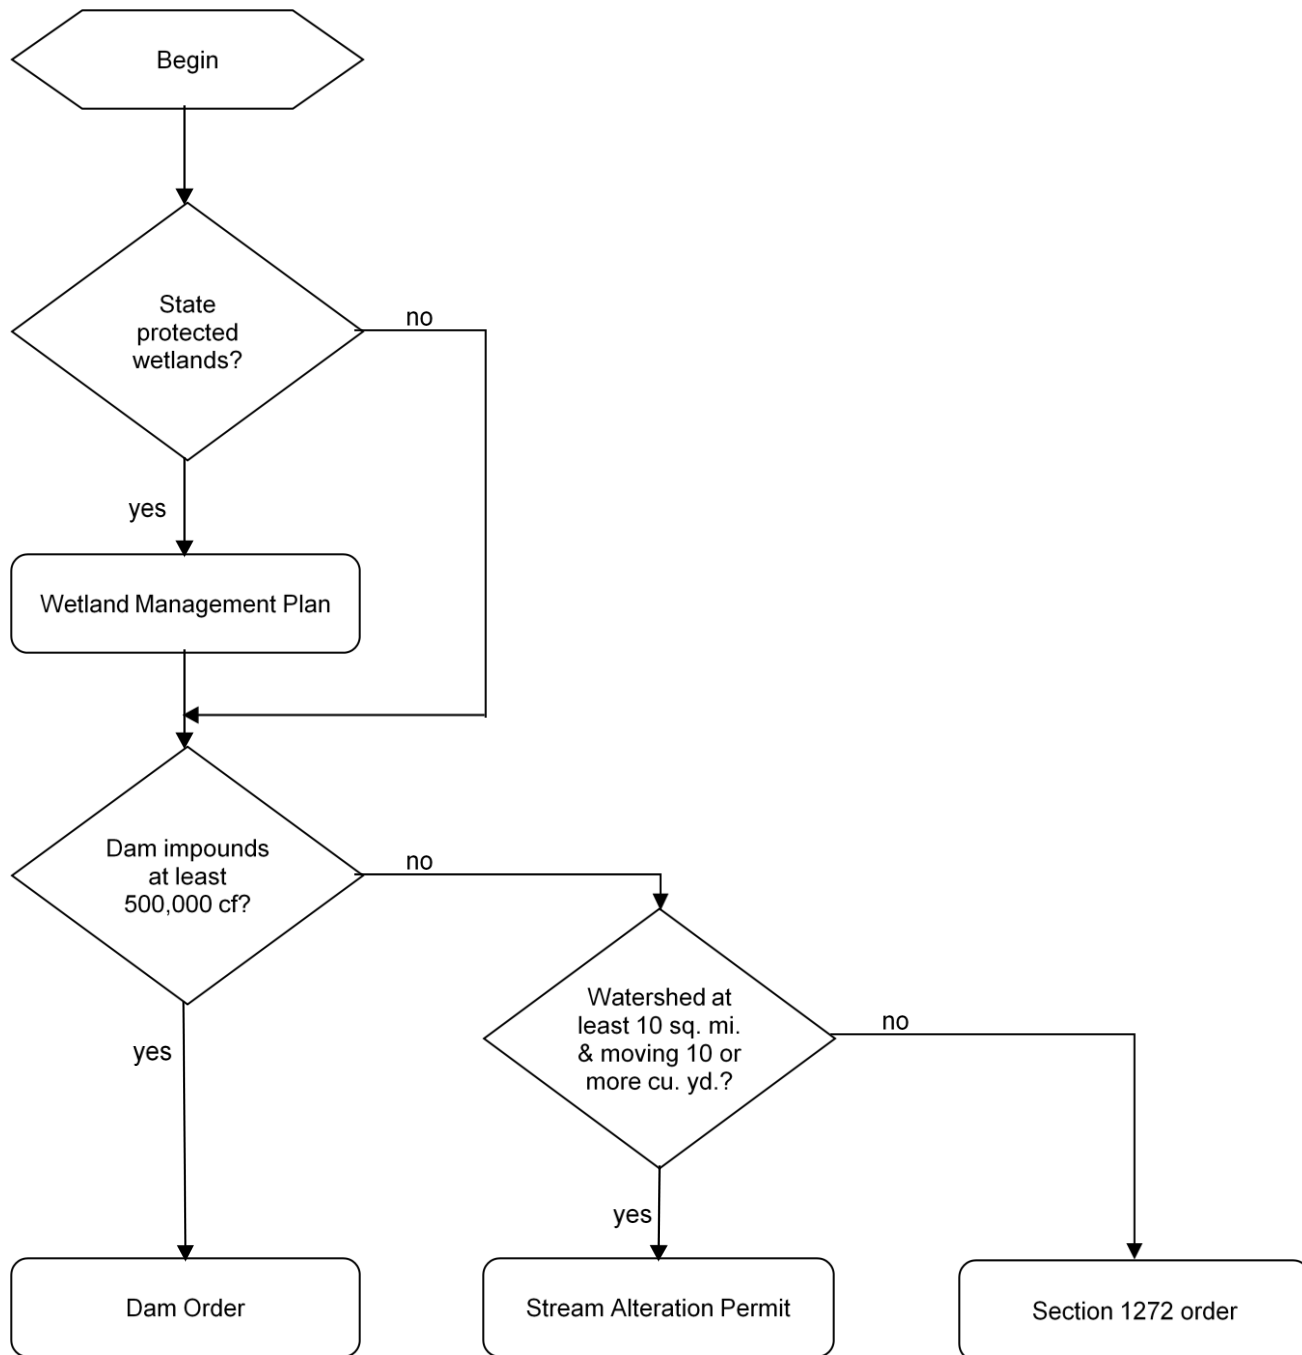 Begin
State
protected
wetlands?
no
yes
Wetland Management Plan
Dam impounds
at least
500,000 cf?
no
yes
Watershed at
least 10 sq. mi.
& moving 10 or
more cu. yd.?
no
yes
Dam Order
Stream Alteration Permit
Section 1272 order